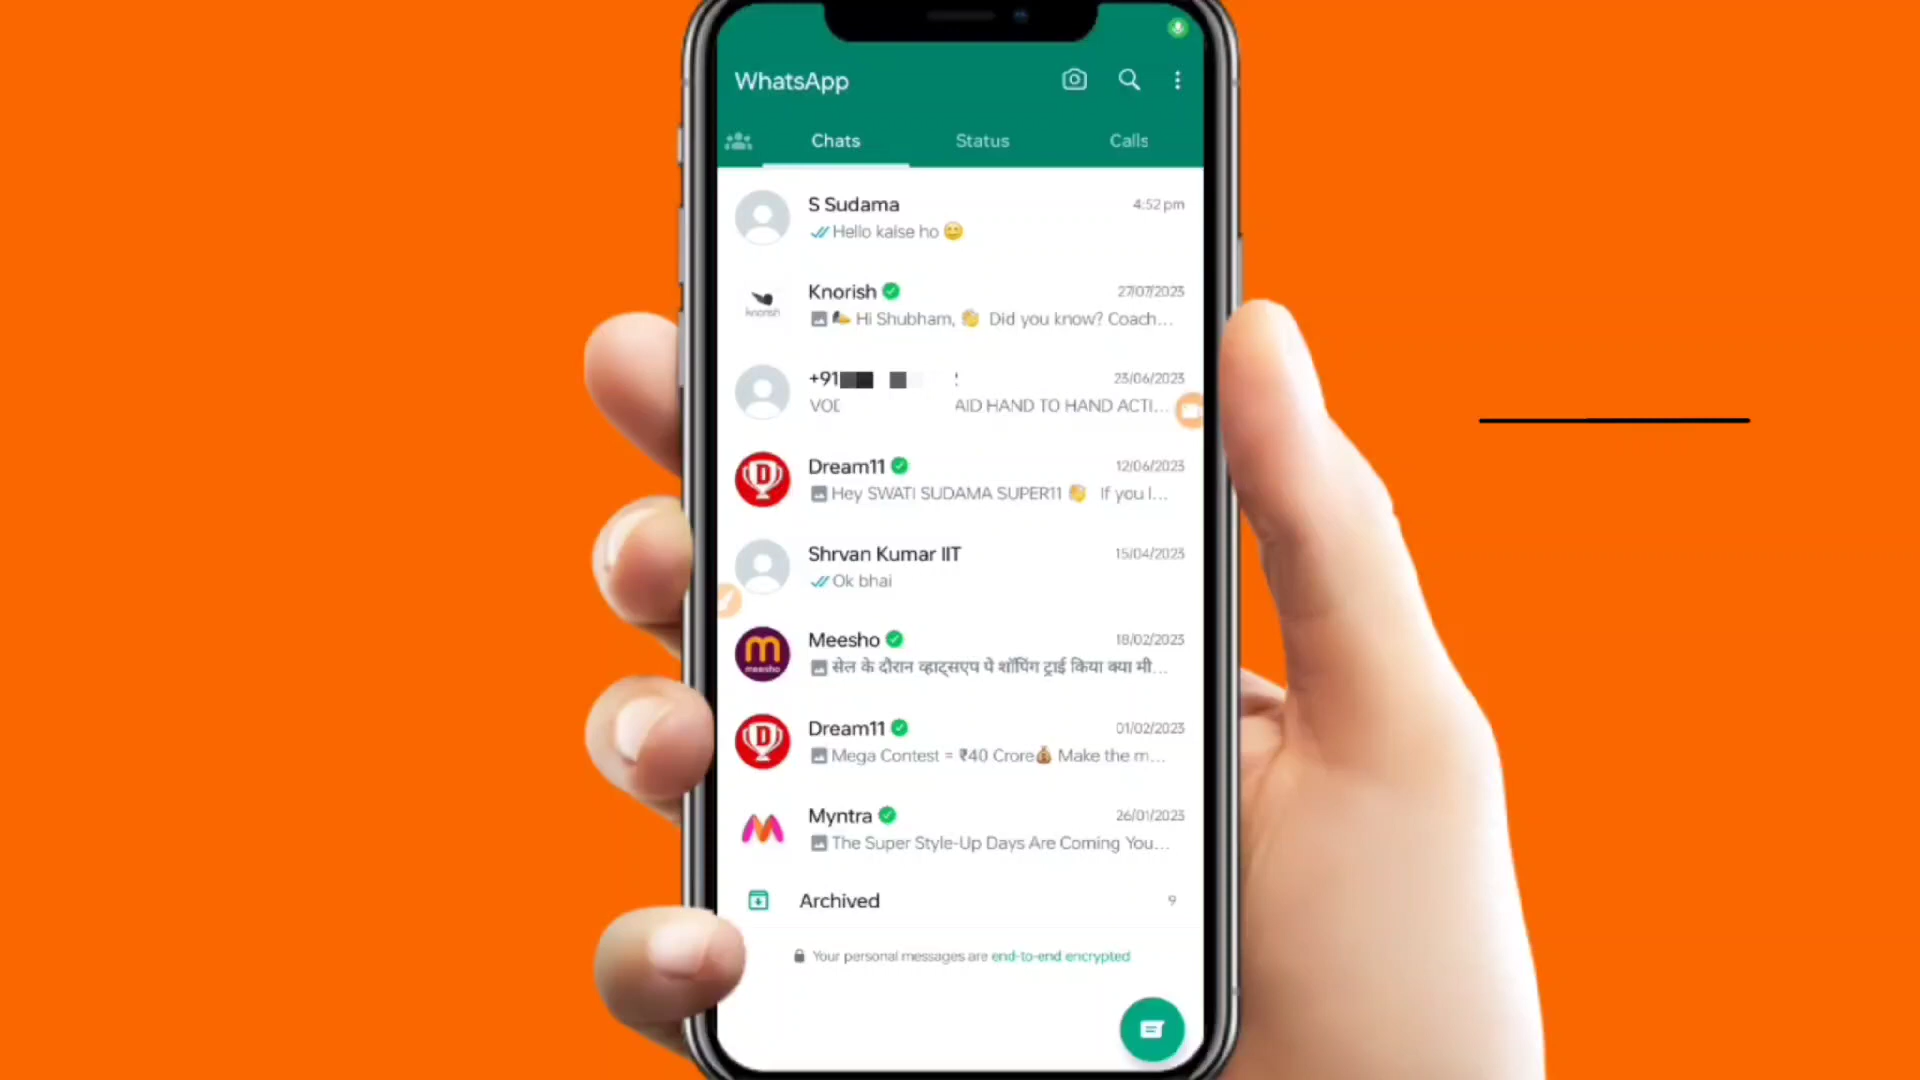 WhatsApp
Chats
Status
Calls
S Sudama
4:52 pm
Hello kaise ho
Knorish
27/07/2023
knorish
Hi Shubham, Did you know? Coach...
+91
23/06/2023
AID HAND TO HAND ACTI...
Dream11
12/06/2023
D
Hey SWATI SUDAMA SUPER11 If you l...
Shrvan Kumar IIT
15/04/2023
Ok bhai
Meesho
18/02/2023
m
meesho
सेल के दौरान व्हाट्सएप पे शॉपिंग ट्राई किया क्या मी...
Dream11
01/02/2023
D
Mega Contest = ₹40 Crore Make the m...
Myntra
26/01/2023
The Super Style-Up Days Are Coming You...
Archived
9
Your personal messages are end-to-end encrypted